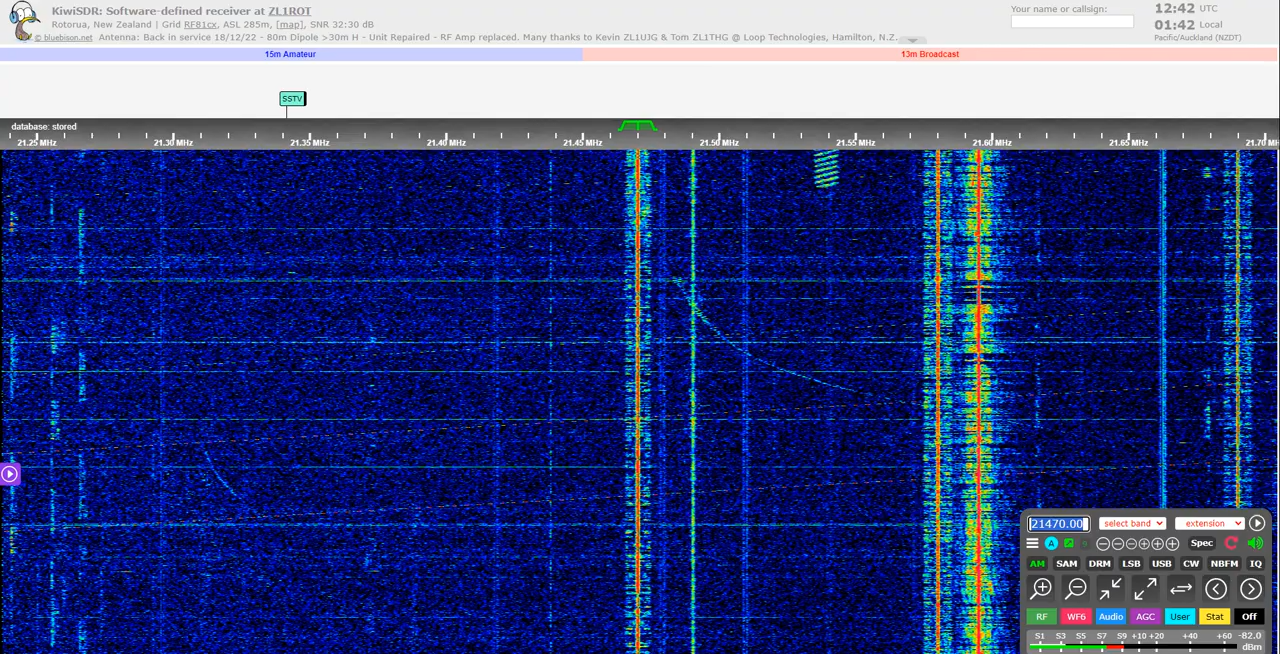 KiwiSDR: Software-defined receiver at ZL1ROT
Rotorua, New Zealand | Grid RF81cx, ASL 285m, [map], SNR 32:30 dB
© bluebison.net Antenna: Back in service 18/12/22 - 80m Dipole >30m H - Unit Repaired - RF Amp replaced. Many thanks to Kevin ZL1UJG & Tom ZL1THG @ Loop Technologies, Hamilton, N.Z.
Your name or callsign:
12:42 UTC
01:42 Local
Pacific/Auckland (NZDT)
15m Amateur 13m Broadcast
SSTV
database: stored
21.25 MHz 21.30 MHz 21.35 MHz 21.40 MHz 21.45 MHz 21.50 MHz 21.55 MHz 21.60 MHz 21.65 MHz 21.70 MH
21470.00 select band extension
A Spec
AM SAM DRM LSB USB CW NBFM IQ
RF WF6 Audio AGC User Stat Off
S1 S3 S5 S7 S9 +10 +20 +40 +60 -82.0
dBm